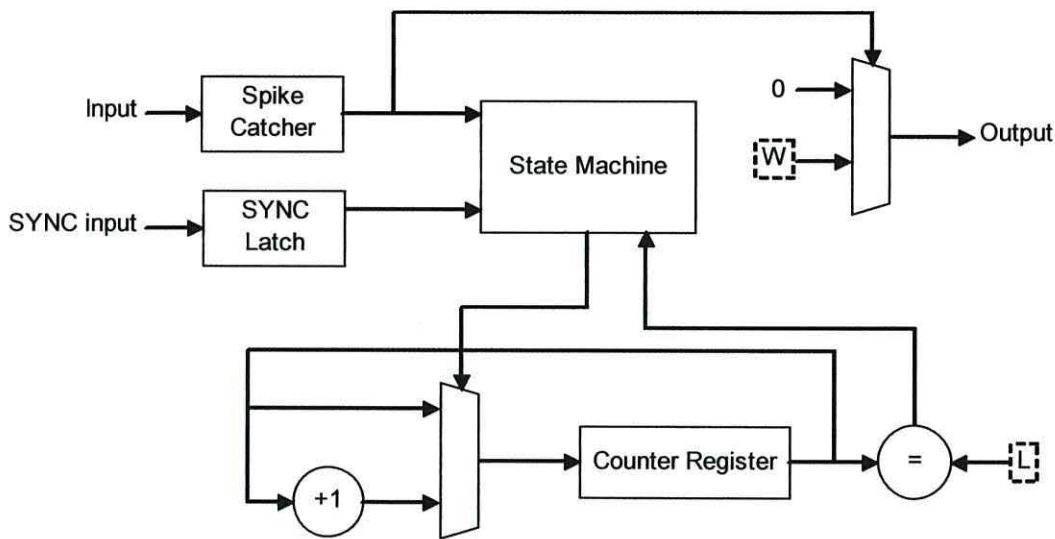 Input
Spike
Catcher
State Machine
0
W
Output
SYNC input
SYNC
Latch
+1
Counter Register
=
L